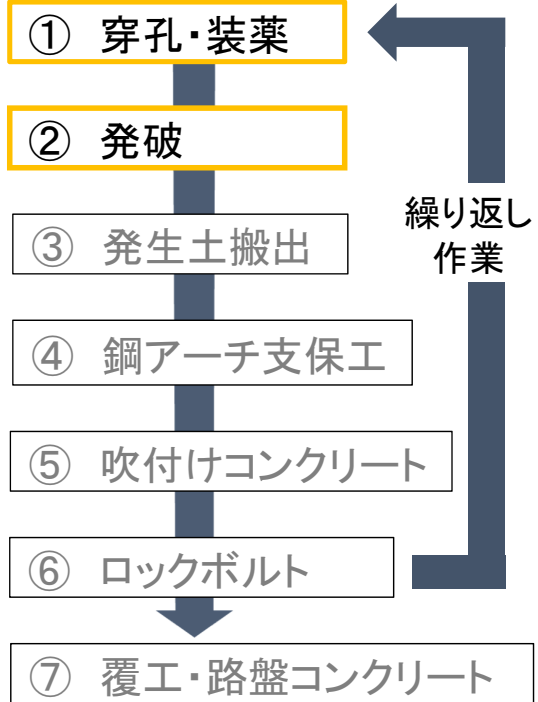 ① 穿孔・装薬
② 発破
繰り返し
作業
③ 発生土搬出
④ 鋼アーチ支保工
⑤ 吹付けコンクリート
⑥ ロックボルト
⑦ 覆工・路盤コンクリート